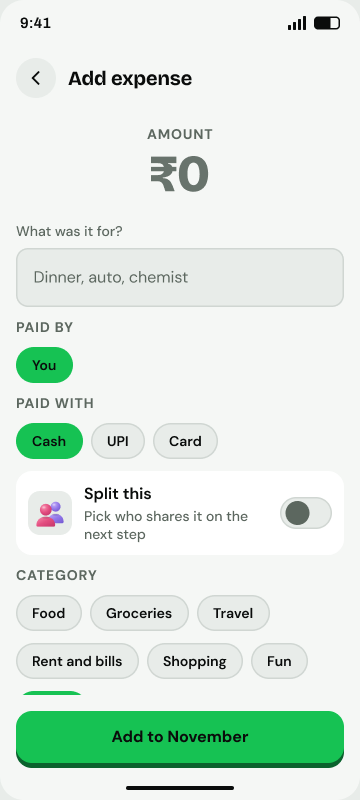 9:41
Add expense
AMOUNT
₹0
What was it for?
Dinner, auto, chemist
PAID BY
You
PAID WITH
Cash UPI Card
Split this
Pick who shares it on the
next step
CATEGORY
Food Groceries Travel
Rent and bills Shopping Fun
Add to November